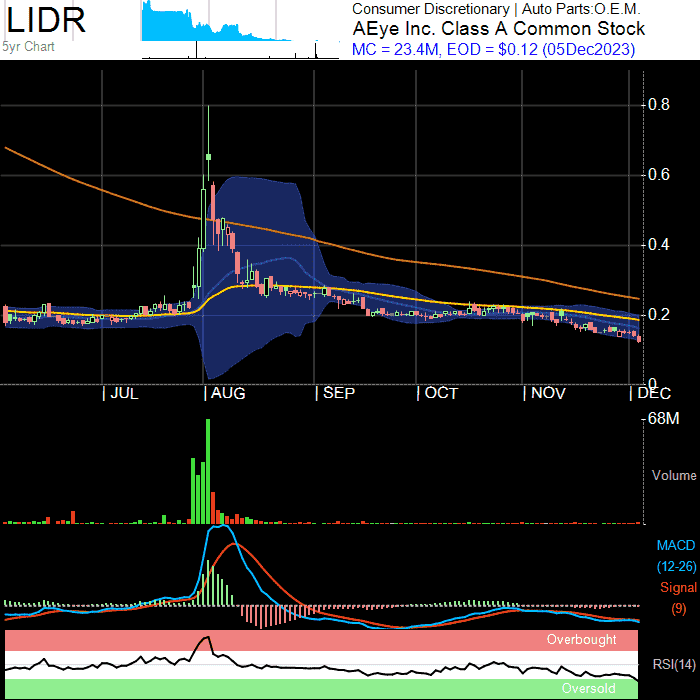 LIDR
5yr Chart
Consumer Discretionary | Auto Parts:O.E.M.
AEye Inc. Class A Common Stock
MC = 23.4M, EOD = $0.12 (05Dec2023)
0.8
0.6
0.4
0.2
0
| JUL | AUG | SEP | OCT | NOV | DEC
68M
Volume
MACD
(12-26)
Signal
(9)
Overbought
RSI(14)
Oversold